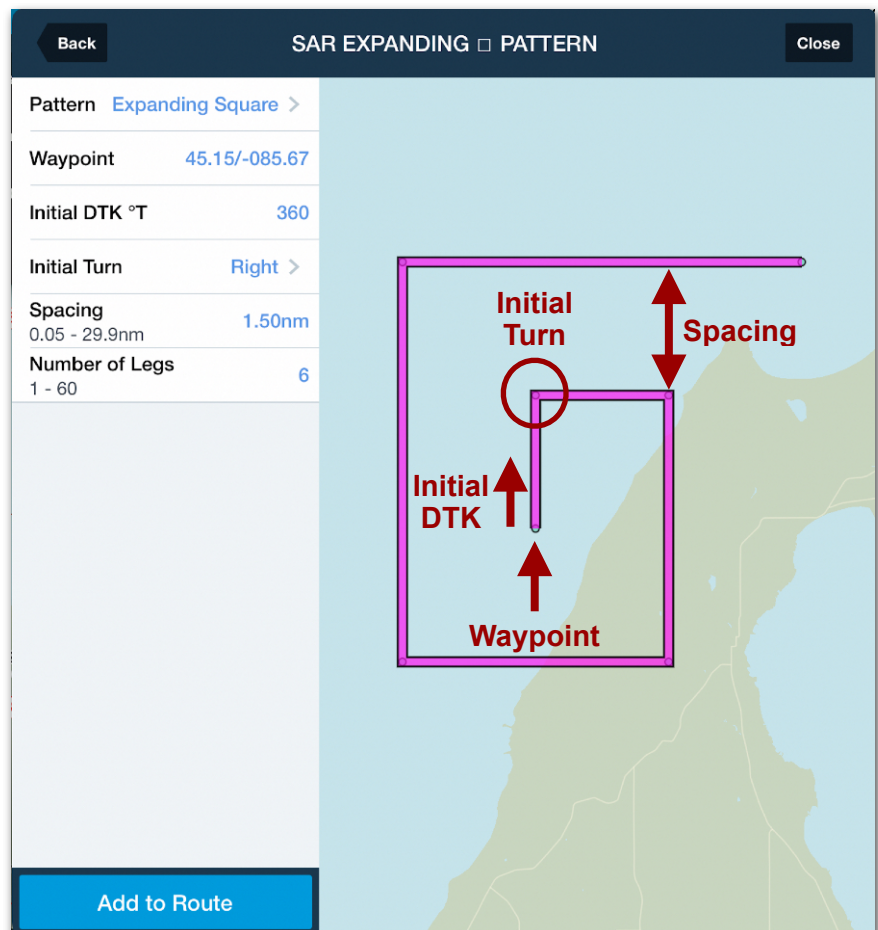 Back
SAR EXPANDING □ PATTERN
Close
Pattern Expanding Square
Waypoint 45.15/-085.67
Initial DTK °T 360
Initial Turn Right
Spacing
0.05 - 29.9nm
1.50nm
Number of Legs
1 - 60
6
Initial
Turn
Spacing
Initial
DTK
Waypoint
Add to Route